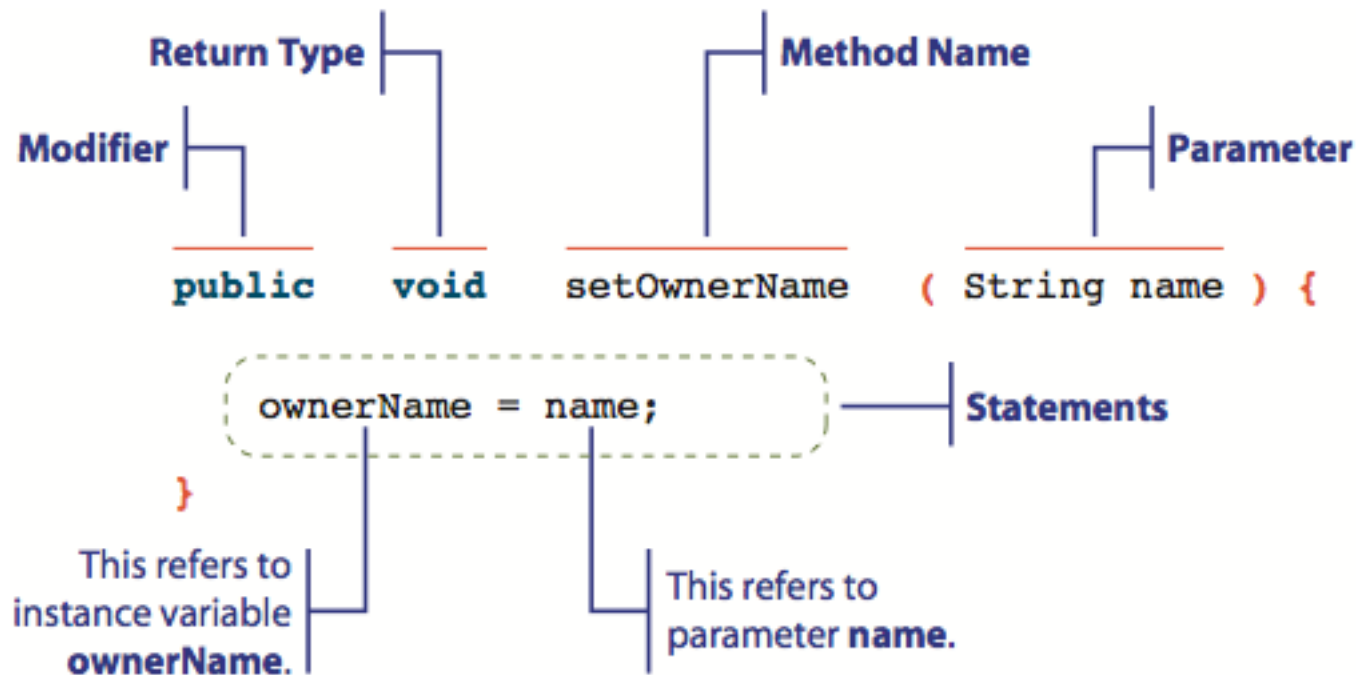 Return Type
Method Name
Modifier
Parameter
public void setOwnerName ( String name ) {
ownerName = name;
Statements
}
This refers to
instance variable
ownerName.
This refers to
parameter name.